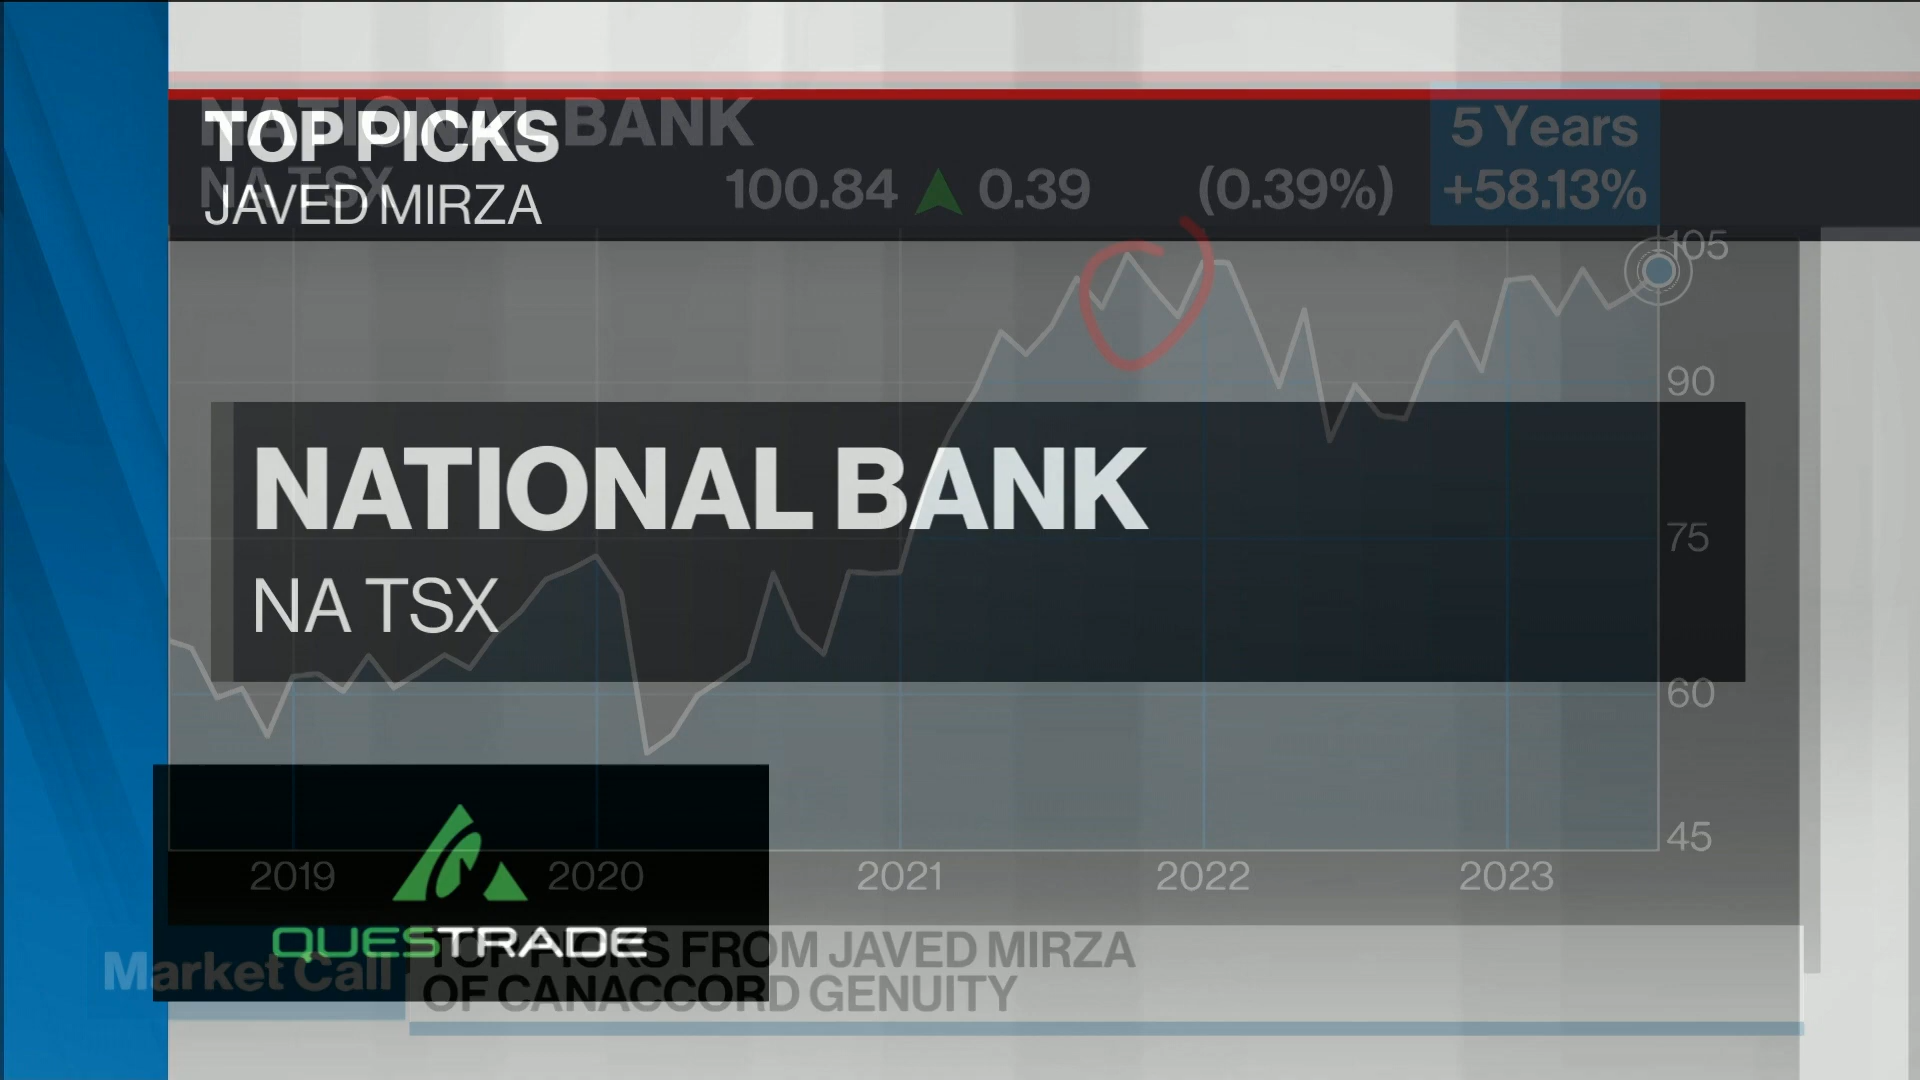 NATIONAL BANK
NA TSX
TOP PICKS
JAVED MIRZA
100.84 0.39 (0.39%)
5 Years
+58.13%
105
90
NATIONAL BANK
NA TSX
75
60
45
2019 2020 2021 2022 2023
QUESTRADE
Market Call
TOP PICKS FROM JAVED MIRZA
OF CANACCORD GENUITY